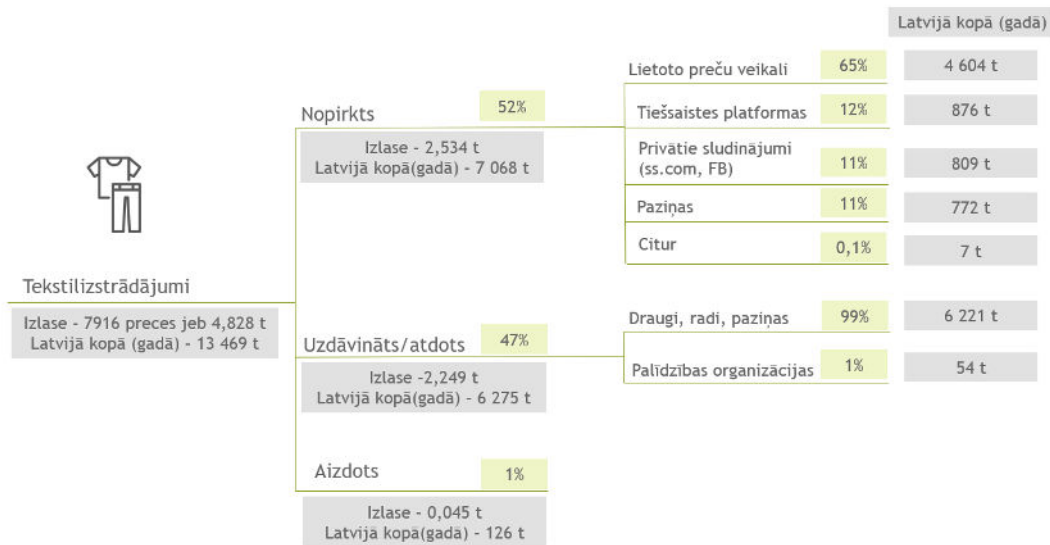 Latvijā kopā (gadā)
Lietoto preču veikali 65% 4 604 t
Nopirkts 52%
Tiešsaistes platformas 12% 876 t
Izlase - 2,534 t
Latvijā kopā(gadā) - 7 068 t
Privātie sludinājumi
(ss.com, FB) 11% 809 t
Paziņas 11% 772 t
Citur 0,1% 7 t
Tekstilizstrādājumi
Izlase - 7916 preces jeb 4,828 t
Latvijā kopā (gadā) - 13 469 t
Draugi, radi, paziņas 99% 6 221 t
Uzdāvināts/atdots 47%
Palīdzības organizācijas 1% 54 t
Izlase -2,249 t
Latvijā kopā(gadā) - 6 275 t
Aizdots 1%
Izlase - 0,045 t
Latvijā kopā(gadā) - 126 t